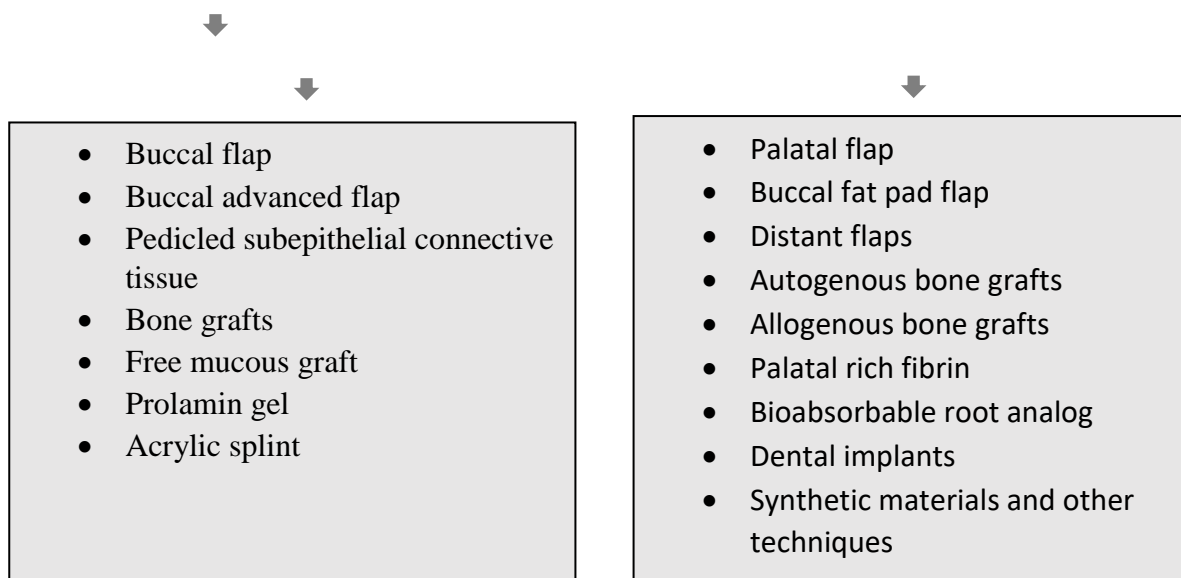 • Buccal flap
• Buccal advanced flap
• Pedicled subepithelial connective
tissue
• Bone grafts
• Free mucous graft
• Prolamin gel
• Acrylic splint
• Palatal flap
• Buccal fat pad flap
• Distant flaps
• Autogenous bone grafts
• Allogenous bone grafts
• Palatal rich fibrin
• Bioabsorbable root analog
• Dental implants
• Synthetic materials and other
techniques